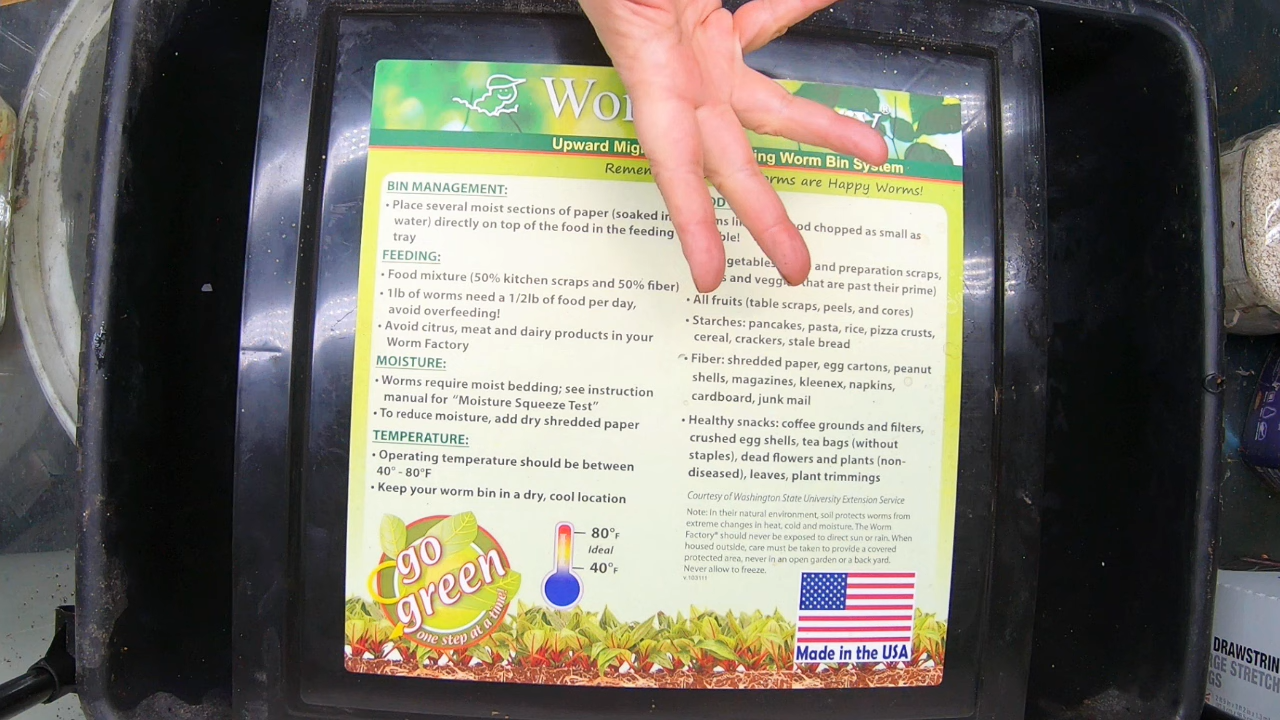 Upward System
ing Worm Bin System
orms are Happy Worms!
BIN MANAGEMENT:
• Place several moist sections of paper (soaked in
water) directly on top of the food in the feeding
tray
FEEDING:
• Food mixture (50% kitchen scraps and 50% fiber)
• 1lb of worms need a 1/2lb of food per day,
avoid overfeeding!
• Avoid citrus, meat and dairy products in your
Worm Factory
MOISTURE:
• Worms require moist bedding; see instruction
manual for "Moisture Squeeze Test"
• To reduce moisture, add dry shredded paper
TEMPERATURE:
• Operating temperature should be between
40° - 80°F
• Keep your worm bin in a dry, cool location
chopped as small as
and preparation scraps,
and that are past their prime)
• All fruits (table scraps, peels, and cores)
• Starches: pancakes, pasta, rice, pizza crusts,
cereal, crackers, stale bread
• Fiber: shredded paper, egg cartons, peanut
shells, magazines, kleenex, napkins,
cardboard, junk mail
• Healthy snacks: coffee grounds and filters,
crushed egg shells, tea bags (without
staples), dead flowers and plants (non-
diseased), leaves, plant trimmings
Courtesy of Washington State University Extension Service
Note: In their natural environment, soil protects worms from
extreme changes in heat, cold and moisture. The Worm
Factory® should never be exposed to direct sun or rain. When
housed outside, care must be taken to provide a covered
protected area, never in an open garden or a back yard.
Never allow to freeze.
v.103111
80°F
Ideal
40°F
go
green
one step at a time!
Made in the USA
DRAWSTRIN
GE STRETCH
GS